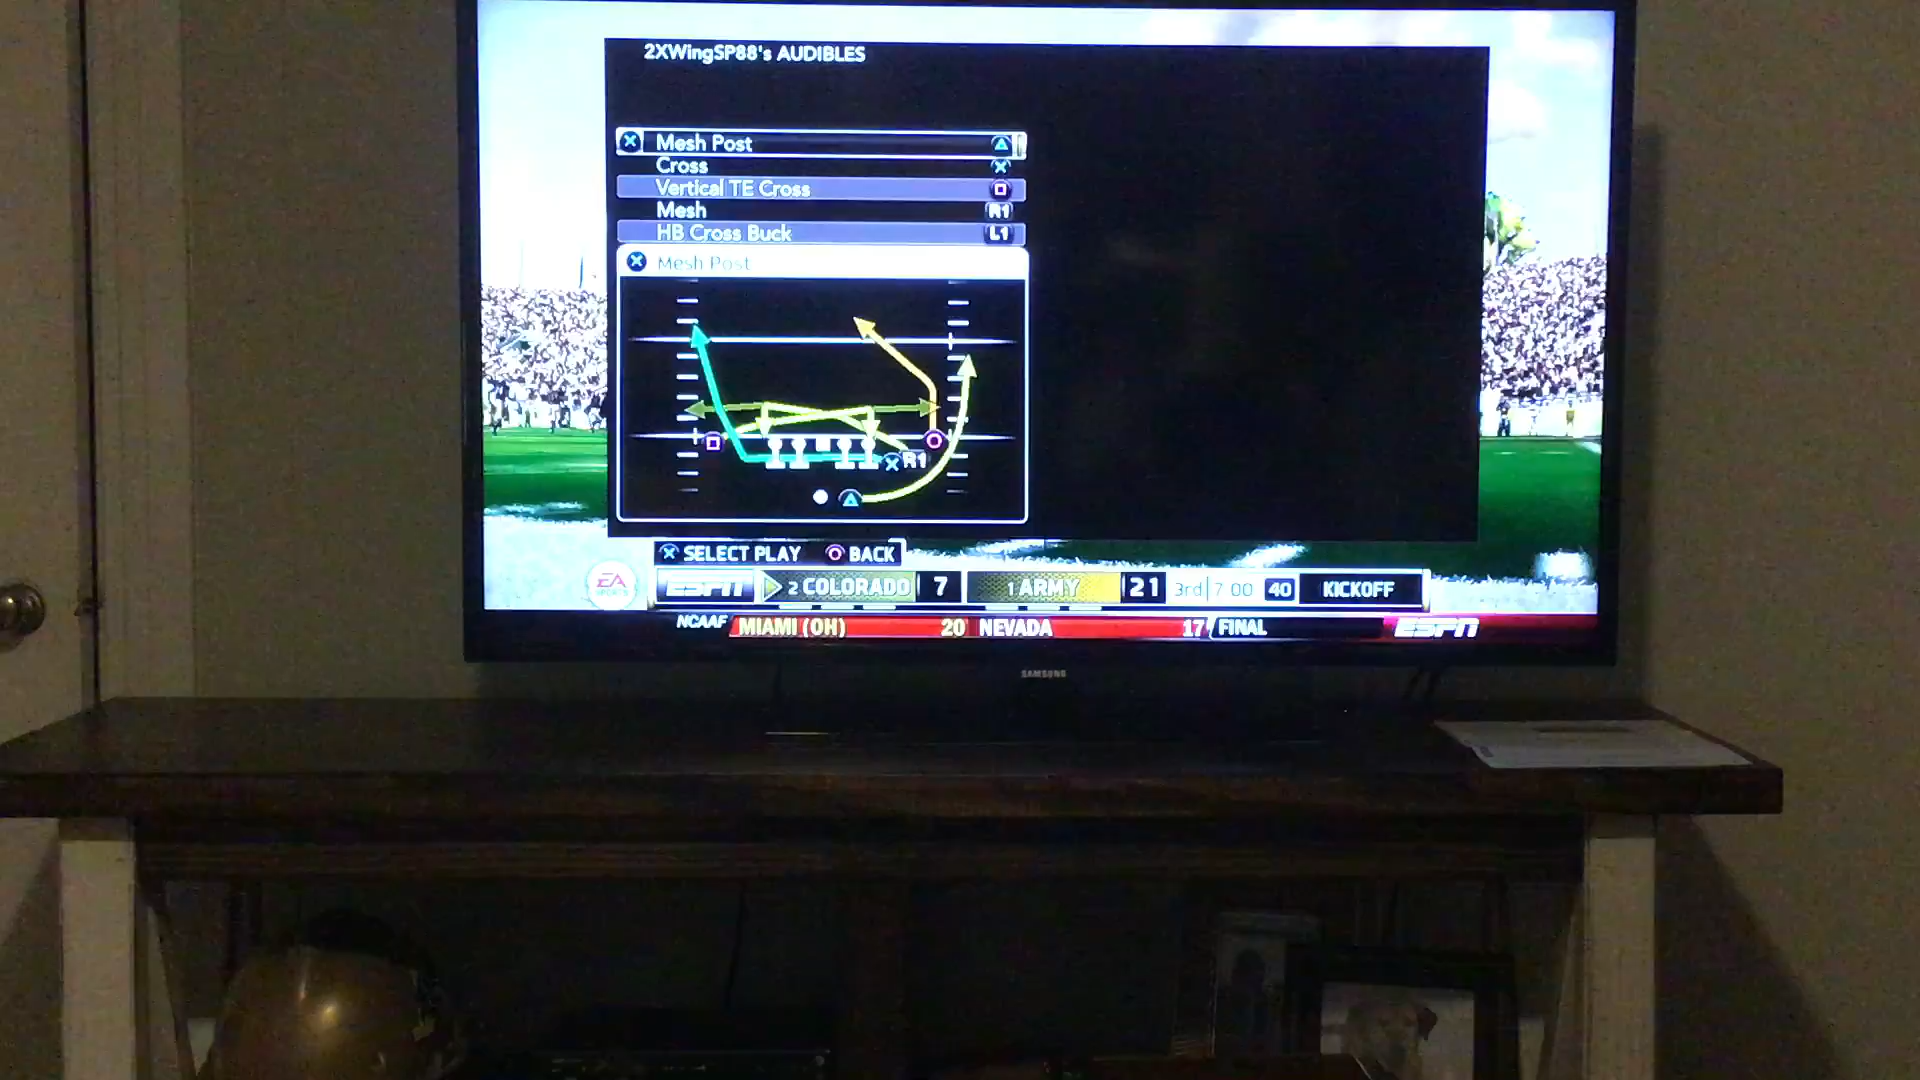 2XWingSP88's AUDIBLES
Mesh Post
Cross
Vertical TE Cross
Mesh R1
HB Cross Buck L1
Mesh Post
R1
SELECT PLAY BACK
EA SPORTS ESPN 2 COLORADO 7 1 ARMY 21 3rd 7:00 40 KICKOFF
NCAAF MIAMI (OH) 20 NEVADA 17 FINAL ESPN
SAMSUNG